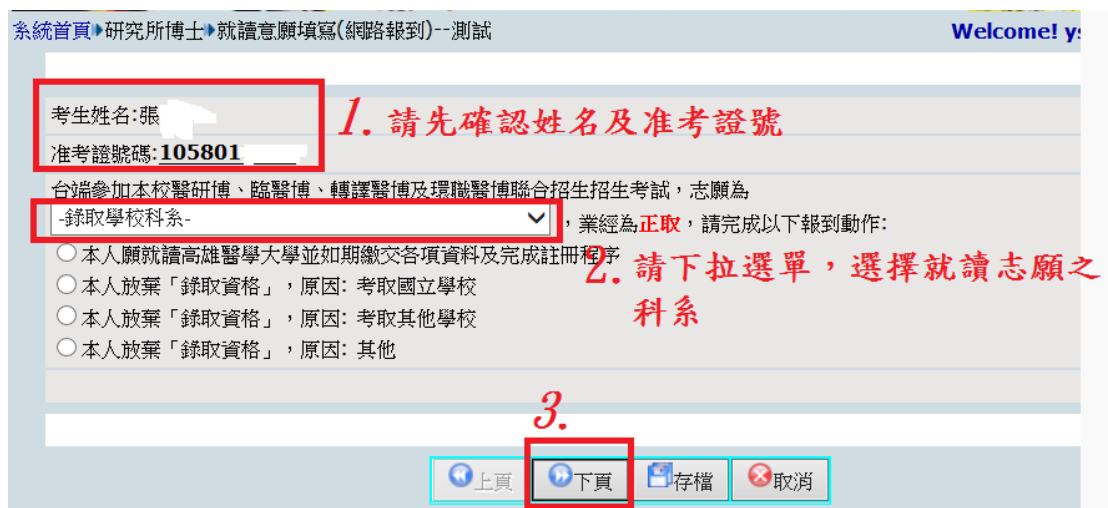 系統首頁▶研究所博士▶就讀意願填寫(網路報到)--測試 Welcome! y
考生姓名:張
1. 請先確認姓名及准考證號
准考證號碼:105801
台端參加本校醫研博、臨醫博、轉譯醫博及環職醫博聯合招生招生考試，志願為
-錄取學校科系- ，業經為正取，請完成以下報到動作:
本人願就讀高雄醫學大學並如期繳交各項資料及完成註冊程序
2. 請下拉選單，選擇就讀志願之
科系
本人放棄「錄取資格」，原因: 考取國立學校
本人放棄「錄取資格」，原因: 考取其他學校
本人放棄「錄取資格」，原因: 其他
3.
上頁 下頁 存檔 取消